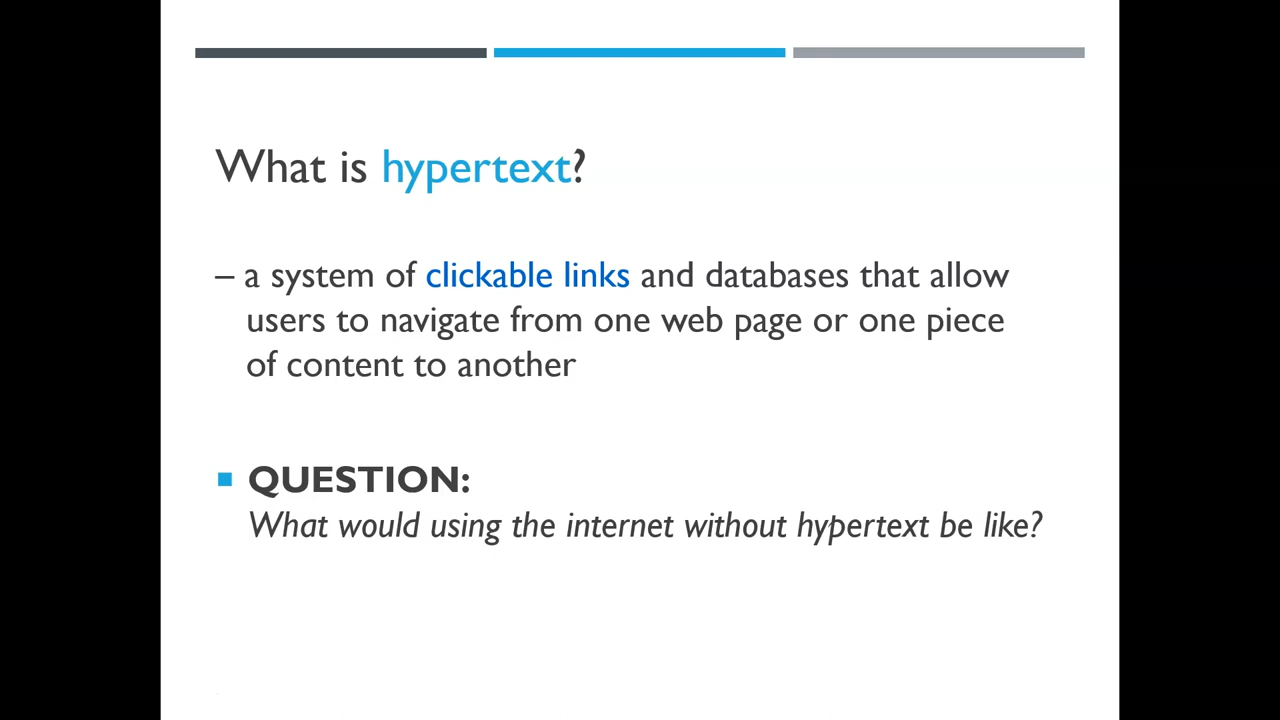 What is hypertext?
– a system of clickable links and databases that allow
users to navigate from one web page or one piece
of content to another
QUESTION:
What would using the internet without hypertext be like?